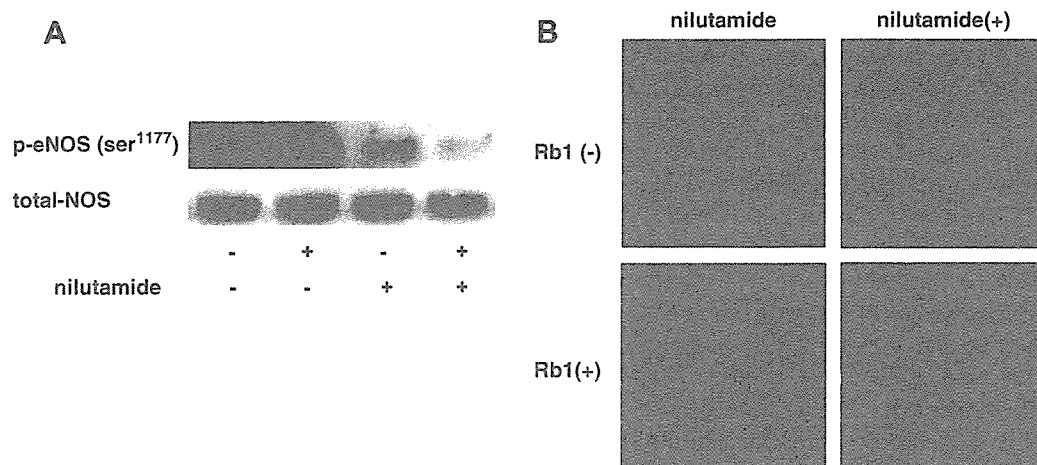 A
p-eNOS (ser1177)
total-NOS
- + - +
nilutamide - - + +
B
nilutamide nilutamide(+)
Rb1 (-)
Rb1(+)